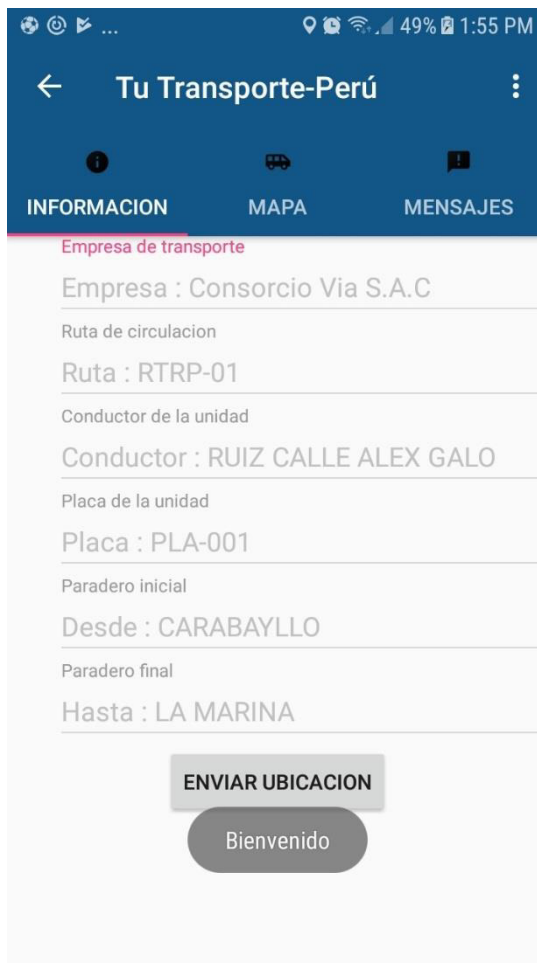 ... 49% 1:55 PM
Tu Transporte-Perú
INFORMACION MAPA MENSAJES
Empresa de transporte
Empresa : Consorcio Via S.A.C
Ruta de circulacion
Ruta : RTRP-01
Conductor de la unidad
Conductor : RUIZ CALLE ALEX GALO
Placa de la unidad
Placa : PLA-001
Paradero inicial
Desde : CARABAYLLO
Paradero final
Hasta : LA MARINA
ENVIAR UBICACION
Bienvenido